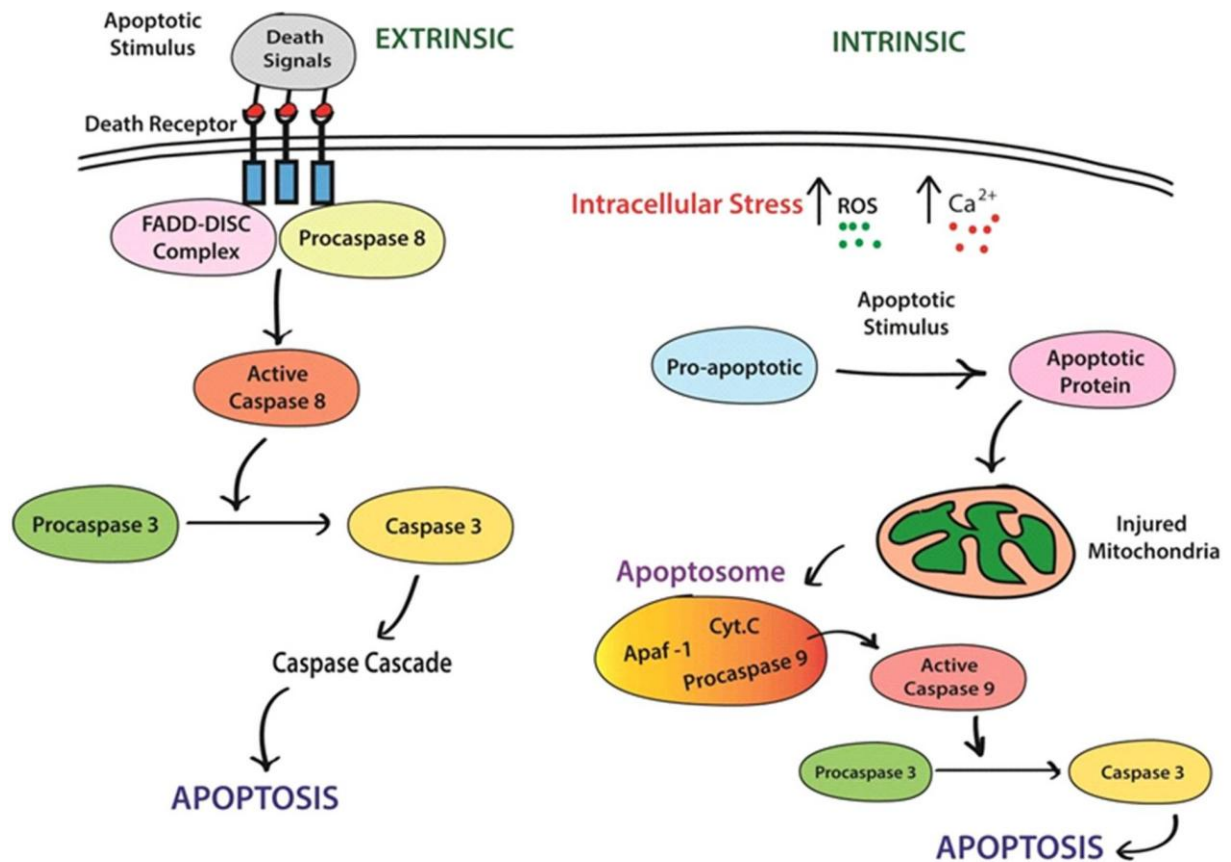 Apoptotic
Stimulus
Death
Signals
EXTRINSIC
Death Receptor
FADD-DISC
Complex
Procaspase 8
Active
Caspase 8
Procaspase 3
Caspase 3
Caspase Cascade
APOPTOSIS
INTRINSIC
Intracellular Stress
ROS
Ca²⁺
Apoptotic
Stimulus
Pro-apoptotic
Apoptotic
Protein
Injured
Mitochondria
Apoptosome
Cyt.C
Apaf -1
Procaspase 9
Active
Caspase 9
Procaspase 3
Caspase 3
APOPTOSIS